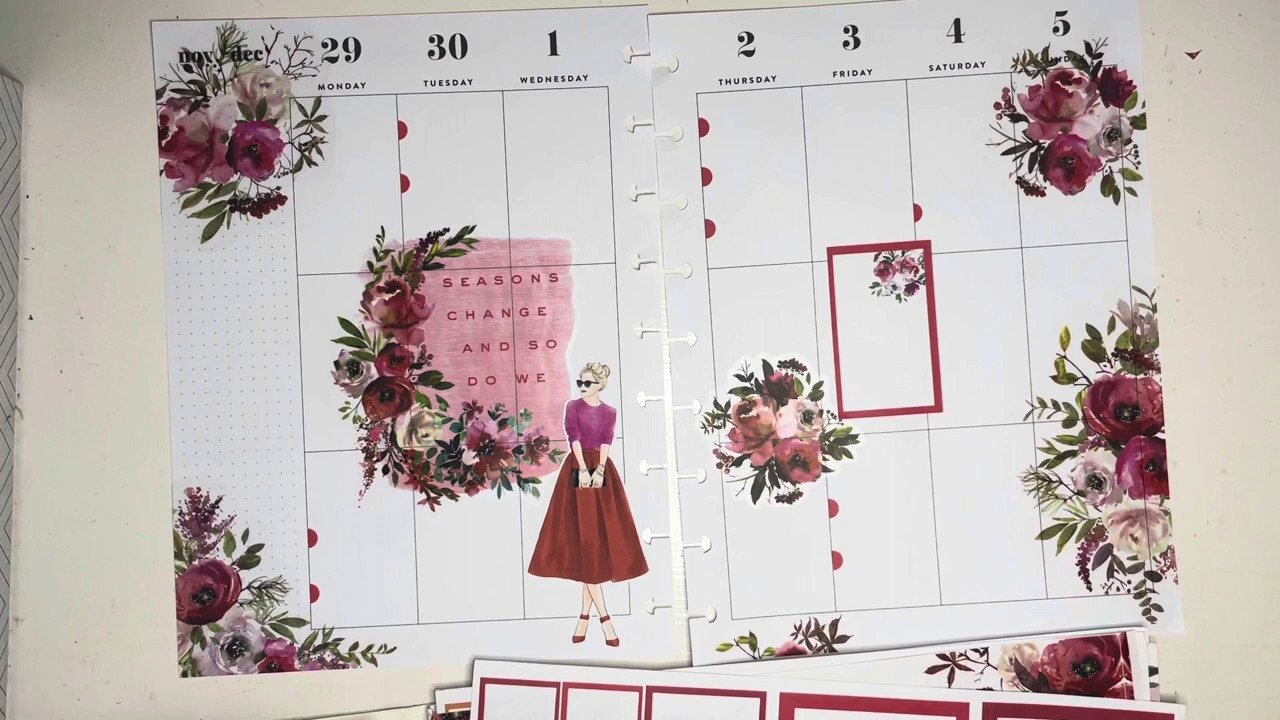 nov/dec
29 30 1 2 3 4 5
MONDAY TUESDAY WEDNESDAY THURSDAY FRIDAY SATURDAY SUNDAY
SEASONS
CHANGE
AND SO
DO WE